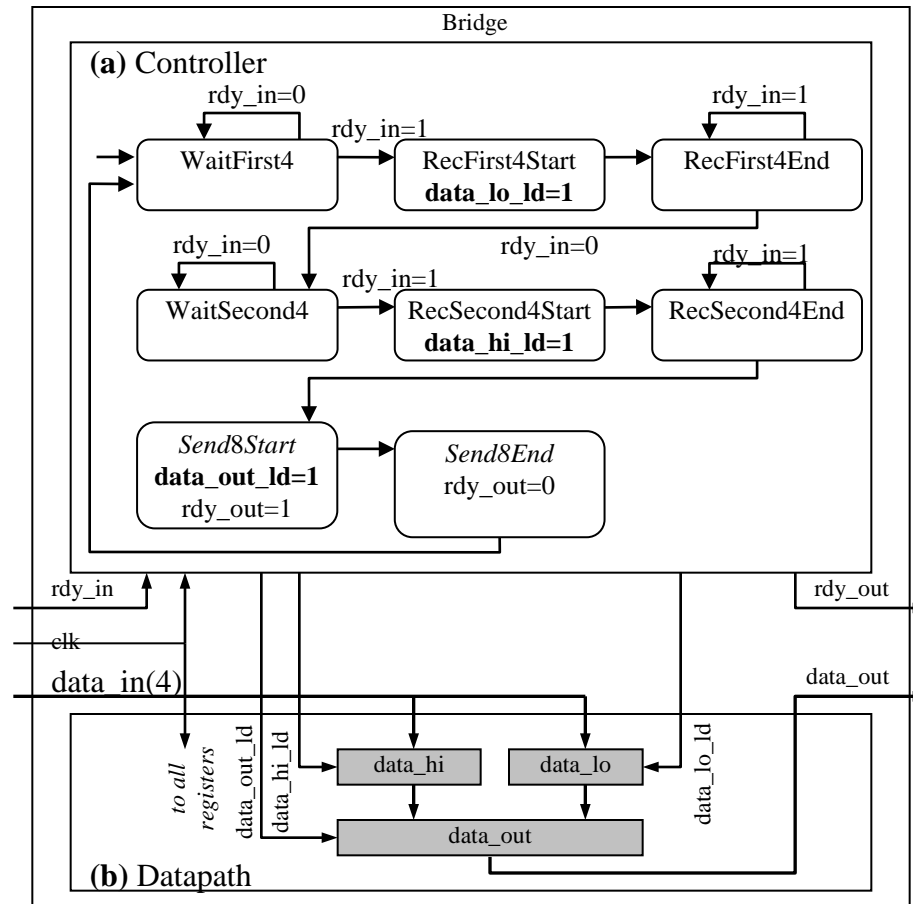 Bridge
(a) Controller
rdy_in=0
rdy_in=1
rdy_in=1
WaitFirst4
RecFirst4Start
data_lo_ld=1
RecFirst4End
rdy_in=0
rdy_in=0
rdy_in=1
rdy_in=1
WaitSecond4
RecSecond4Start
data_hi_ld=1
RecSecond4End
Send8Start
data_out_ld=1
rdy_out=1
Send8End
rdy_out=0
rdy_in
rdy_out
clk
data_in(4)
data_out
to all
registers
data_out_ld
data_hi_ld
data_hi
data_lo
data_lo_ld
data_out
(b) Datapath